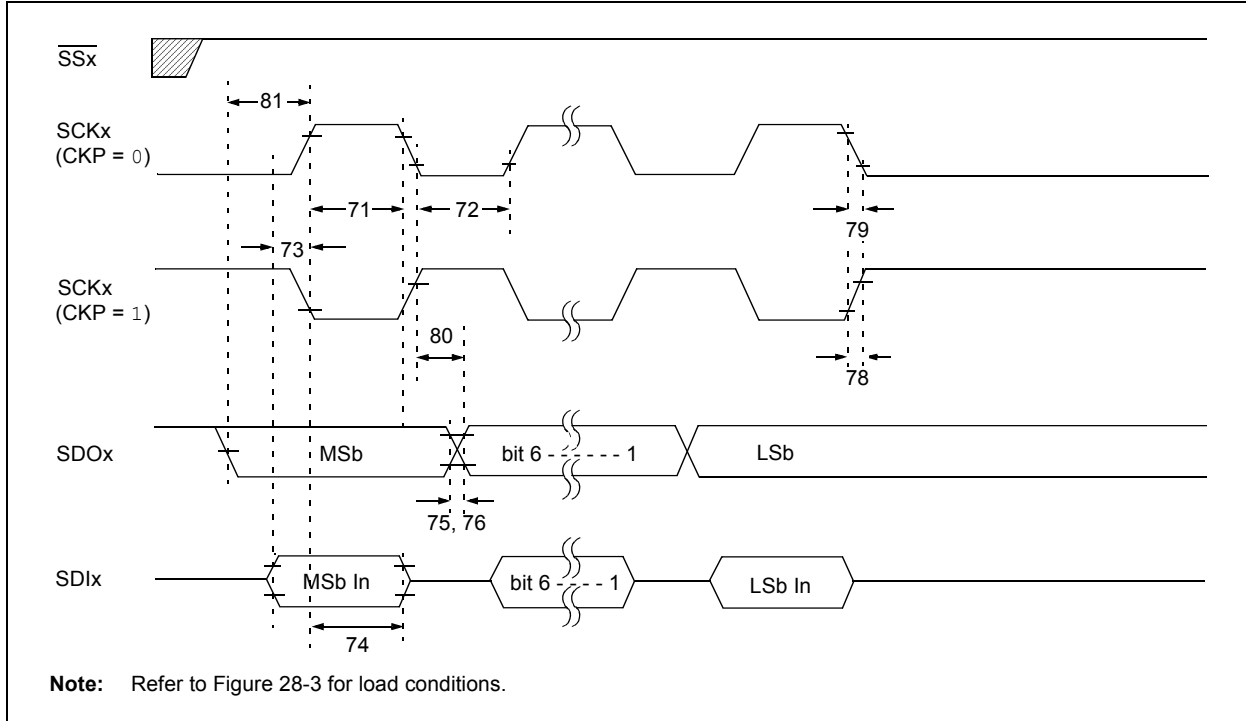 SSx
81
SCKx
(CKP = 0)
71
72
79
73
SCKx
(CKP = 1)
80
78
SDOx
MSb
bit 6 - - - - - - 1
LSb
75, 76
SDIx
MSb In
bit 6 - - - - 1
LSb In
74
Note: Refer to Figure 28-3 for load conditions.